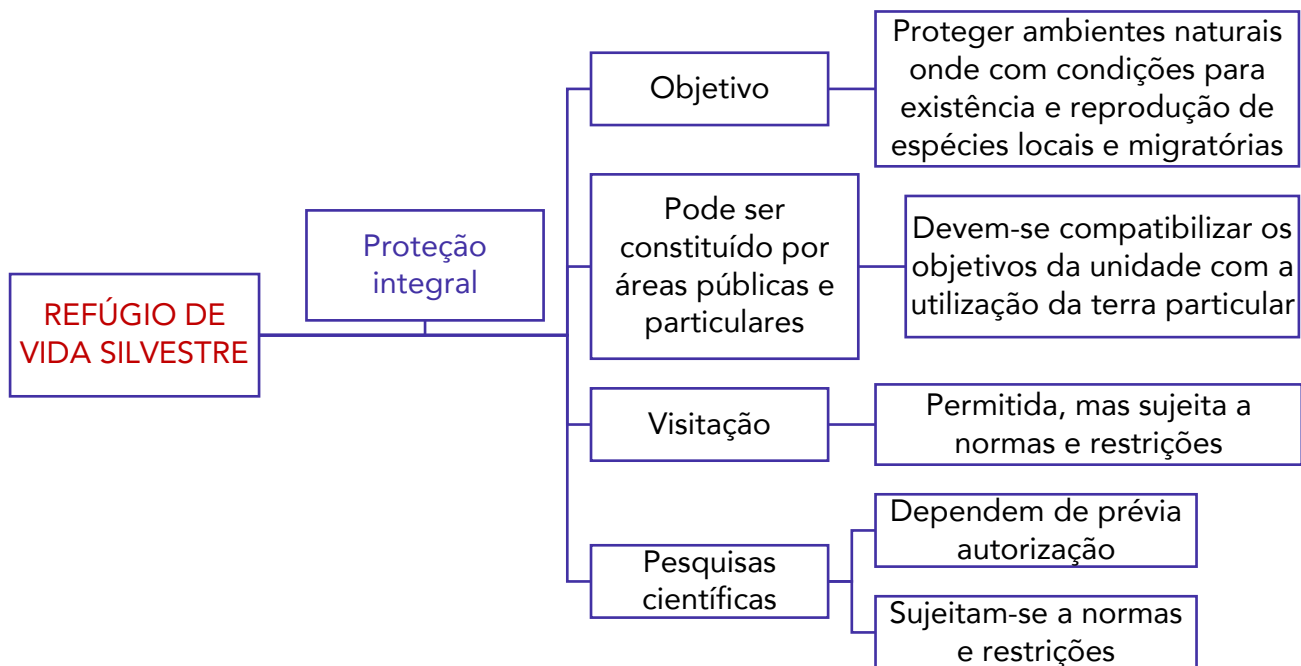 REFÚGIO DE
VIDA SILVESTRE
Proteção
integral
Objetivo
Proteger ambientes naturais
onde com condições para
existência e reprodução de
espécies locais e migratórias
Pode ser
constituído por
áreas públicas e
particulares
Devem-se compatibilizar os
objetivos da unidade com a
utilização da terra particular
Visitação
Permitida, mas sujeita a
normas e restrições
Pesquisas
científicas
Dependem de prévia
autorização
Sujeitam-se a normas
e restrições